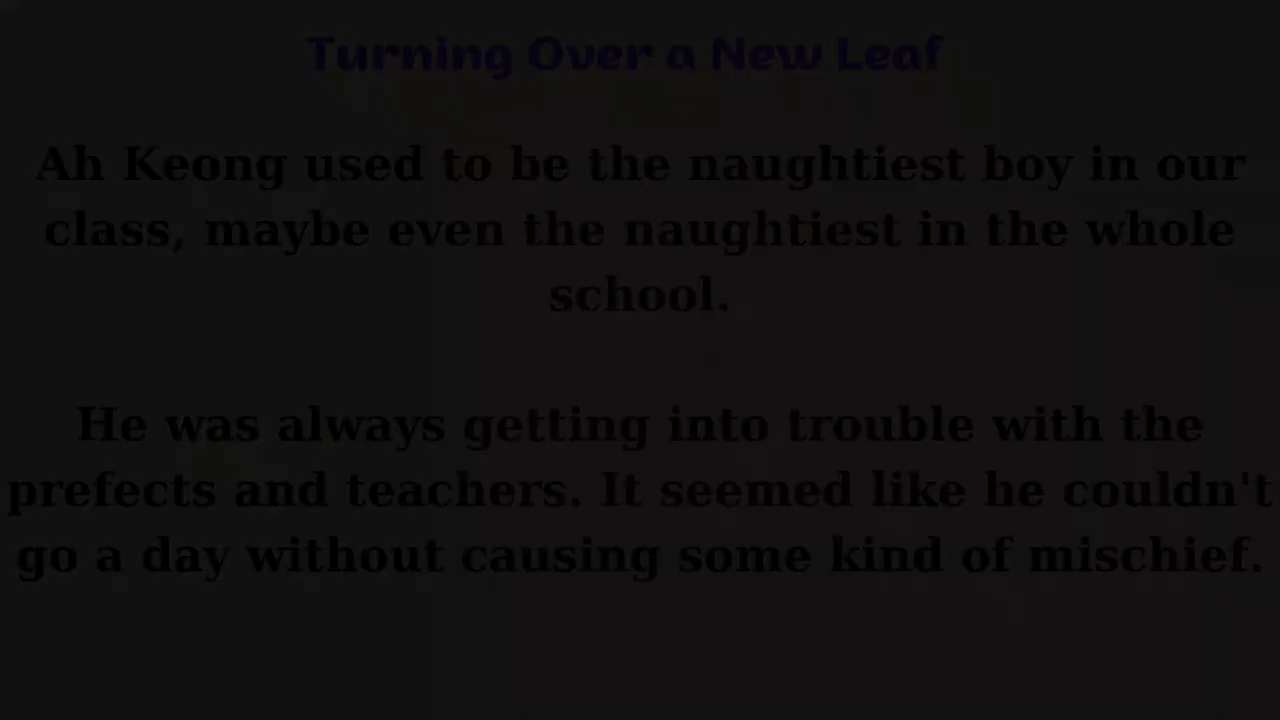 Turning Over a New Leaf
Ah Keong used to be the naughtiest boy in our
class, maybe even the naughtiest in the whole
school.
He was always getting into trouble with the
prefects and teachers. It seemed like he couldn't
go a day without causing some kind of mischief.